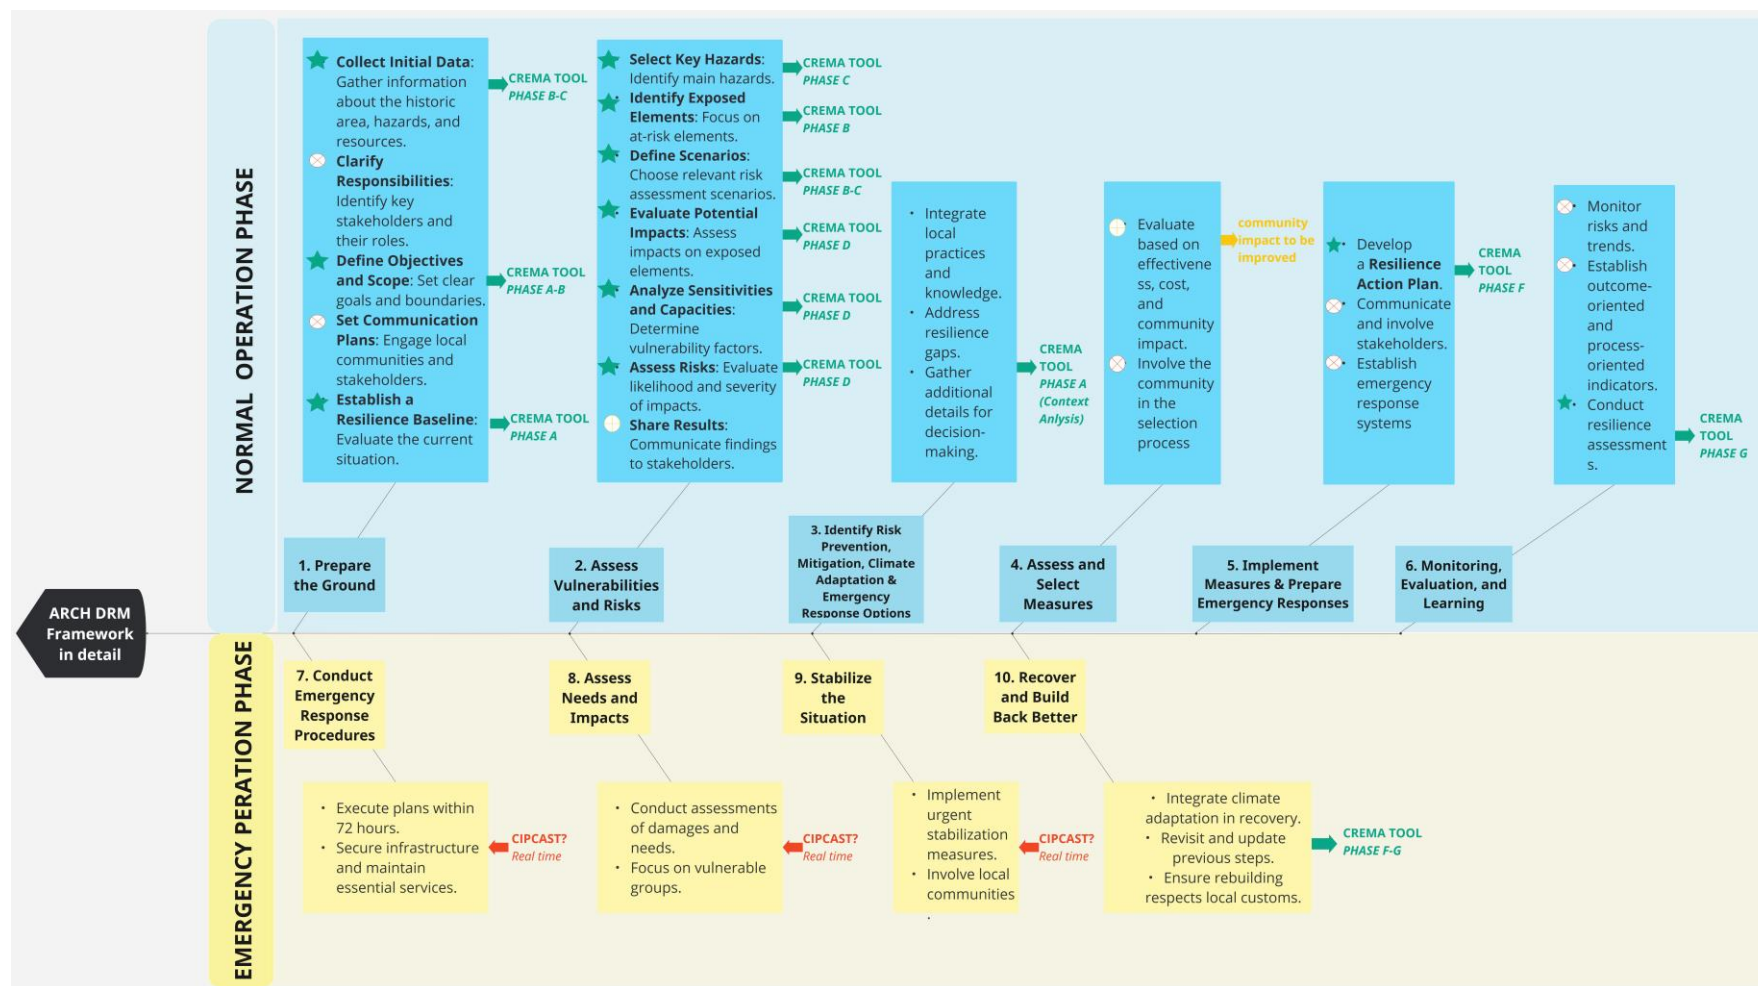 NORMAL OPERATION PHASE
Collect Initial Data:
Gather information
about the historic
area, hazards, and
resources.
Clarify
Responsibilities:
Identify key
stakeholders and
their roles.
Define Objectives
and Scope: Set clear
goals and boundaries.
Set Communication
Plans: Engage local
communities and
stakeholders.
Establish a
Resilience Baseline:
Evaluate the current
situation.
CREMA TOOL
PHASE B-C
CREMA TOOL
PHASE A-B
CREMA TOOL
PHASE A
Select Key Hazards:
Identify main hazards.
Identify Exposed
Elements: Focus on
at-risk elements.
Define Scenarios:
Choose relevant risk
assessment scenarios.
Evaluate Potential
Impacts: Assess
impacts on exposed
elements.
Analyze Sensitivities
and Capacities:
Determine
vulnerability factors.
Assess Risks: Evaluate
likelihood and severity
of impacts.
Share Results:
Communicate findings
to stakeholders.
CREMA TOOL
PHASE C
CREMA TOOL
PHASE B
CREMA TOOL
PHASE B-C
CREMA TOOL
PHASE D
CREMA TOOL
PHASE D
CREMA TOOL
PHASE D
• Integrate
local
practices
and
knowledge.
• Address
resilience
gaps.
• Gather
additional
details for
decision-
making.
CREMA
TOOL
PHASE A
(Context
Anlysis)
• Evaluate
based on
effectivene
ss, cost,
and
community
impact.
• Involve the
community
in the
selection
process
community
impact to be
improved
• Develop
a Resilience
Action Plan.
• Communicate
and involve
stakeholders.
• Establish
emergency
response
systems
CREMA
TOOL
PHASE F
• Monitor
risks and
trends.
• Establish
outcome-
oriented
and
process-
oriented
indicators.
• Conduct
resilience
assessment
s.
CREMA
TOOL
PHASE G
1. Prepare
the Ground
2. Assess
Vulnerabilities
and Risks
3. Identify Risk
Prevention,
Mitigation, Climate
Adaptation &
Emergency
Response Options
4. Assess and
Select
Measures
5. Implement
Measures & Prepare
Emergency Responses
6. Monitoring,
Evaluation, and
Learning
ARCH DRM
Framework
in detail
EMERGENCY PERATION PHASE
7. Conduct
Emergency
Response
Procedures
8. Assess
Needs and
Impacts
9. Stabilize
the
Situation
10. Recover
and Build
Back Better
• Execute plans within
72 hours.
• Secure infrastructure
and maintain
essential services.
CIPCAST?
Real time
• Conduct assessments
of damages and
needs.
• Focus on vulnerable
groups.
CIPCAST?
Real time
• Implement
urgent
stabilization
measures.
• Involve local
communities
.
CIPCAST?
Real time
• Integrate climate
adaptation in recovery.
• Revisit and update
previous steps.
• Ensure rebuilding
respects local customs.
CREMA TOOL
PHASE F-G